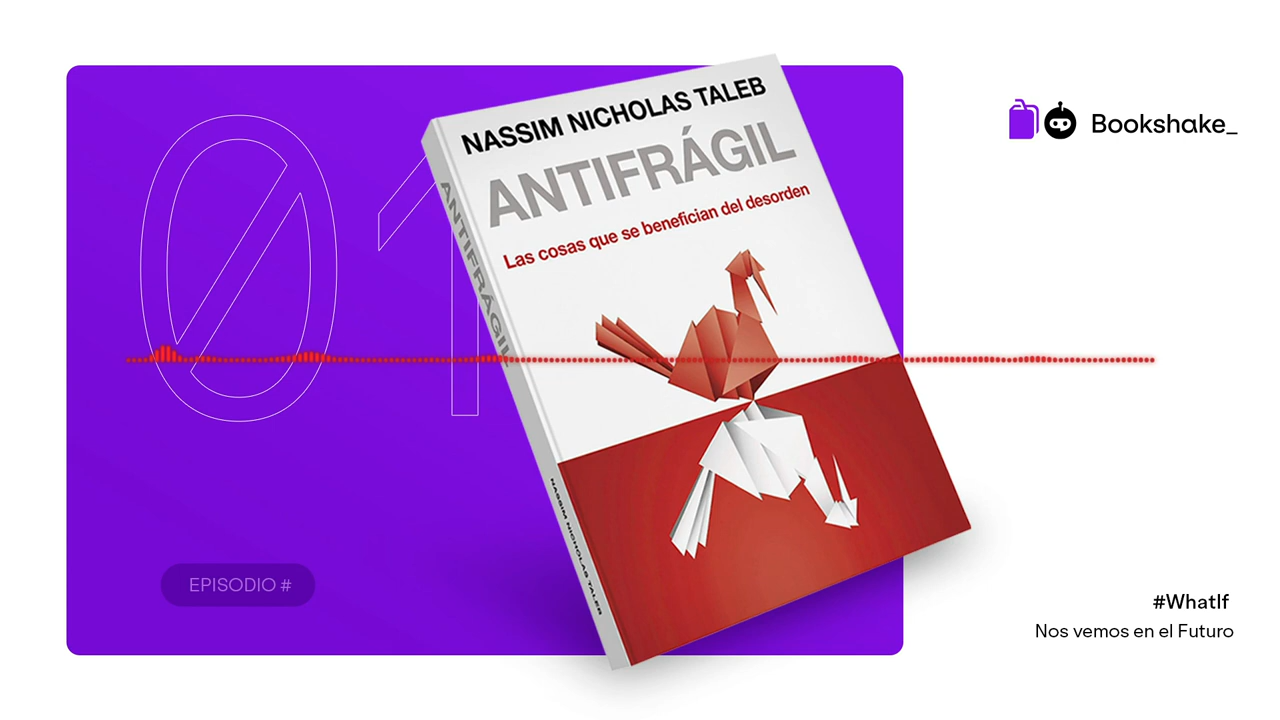 01
NASSIM NICHOLAS TALEB
ANTIFRÁGIL
Las cosas que se benefician del desorden
ANTIFRÁGIL
NASSIM NICHOLAS TALEB
EPISODIO #
Bookshake_
#WhatIf
Nos vemos en el Futuro